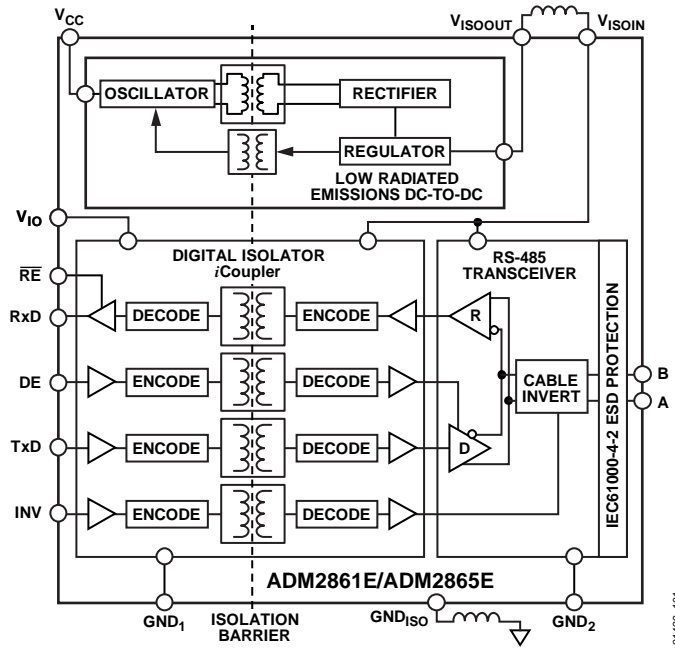 VCC
VISOOUT
VISOIN
OSCILLATOR
RECTIFIER
REGULATOR
LOW RADIATED
EMISSIONS DC-TO-DC
VIO
DIGITAL ISOLATOR
iCoupler
RS-485
TRANSCEIVER
RE
RxD
DECODE
ENCODE
R
DE
ENCODE
DECODE
CABLE
INVERT
B
A
IEC61000-4-2 ESD PROTECTION
TxD
ENCODE
DECODE
D
INV
ENCODE
DECODE
ADM2861E/ADM2865E
GND1
ISOLATION
BARRIER
GNDISO
GND2